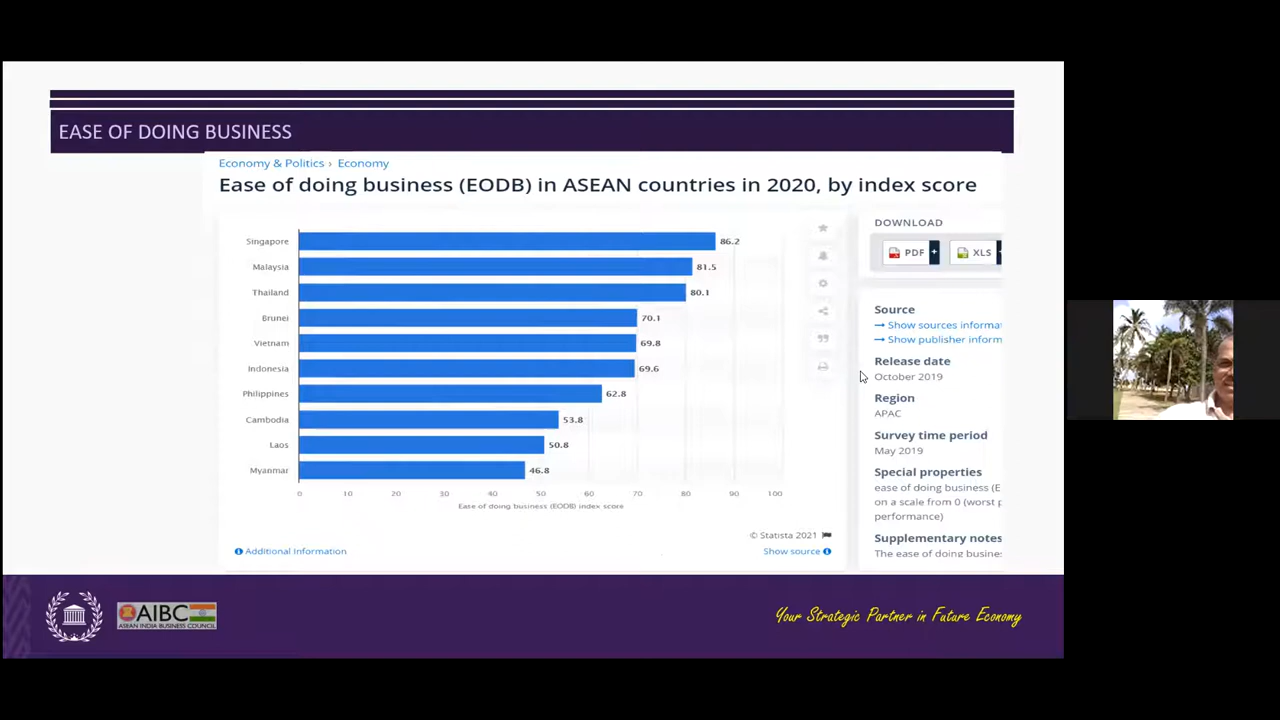 EASE OF DOING BUSINESS
Economy & Politics › Economy
Ease of doing business (EODB) in ASEAN countries in 2020, by index score
Singapore 86.2
Malaysia 81.5
Thailand 80.1
Brunei 70.1
Vietnam 69.8
Indonesia 69.6
Philippines 62.8
Cambodia 53.8
Laos 50.8
Myanmar 46.8
0 10 20 30 40 50 60 70 80 90 100
Ease of doing business (EODB) index score
© Statista 2021
Additional Information
Show source
DOWNLOAD
PDF + XLS +
Source
→ Show sources informat
→ Show publisher inform
Release date
October 2019
Region
APAC
Survey time period
May 2019
Special properties
ease of doing business (E
on a scale from 0 (worst p
performance)
Supplementary notes
The ease of doing busines
AIBC
ASEAN INDIA BUSINESS COUNCIL
Your Strategic Partner in Future Economy